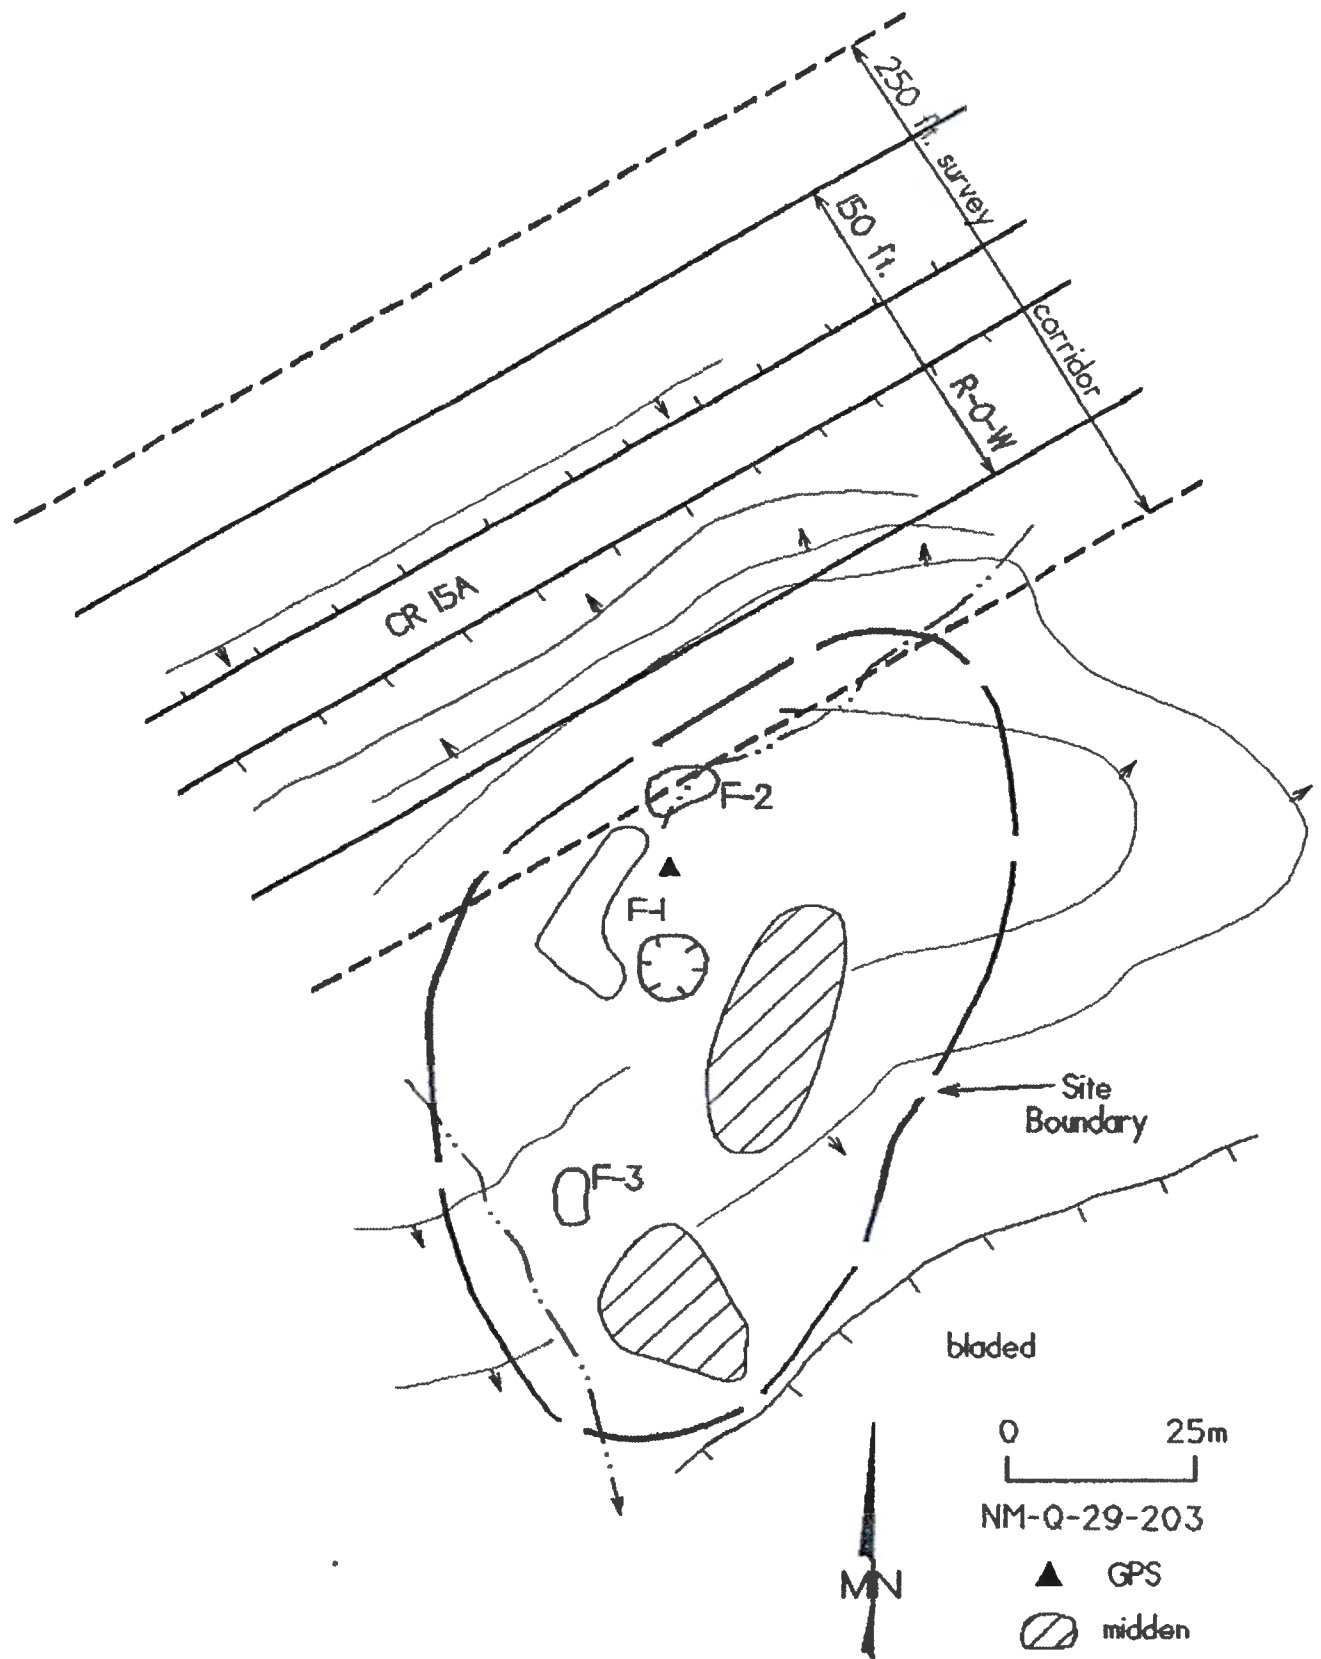 250 ft. survey corridor
150 ft. R-O-W
CR 15A
F-2
F-1
F-3
Site
Boundary
bladed
0 25m
NM-Q-29-203
GPS
MN
midden